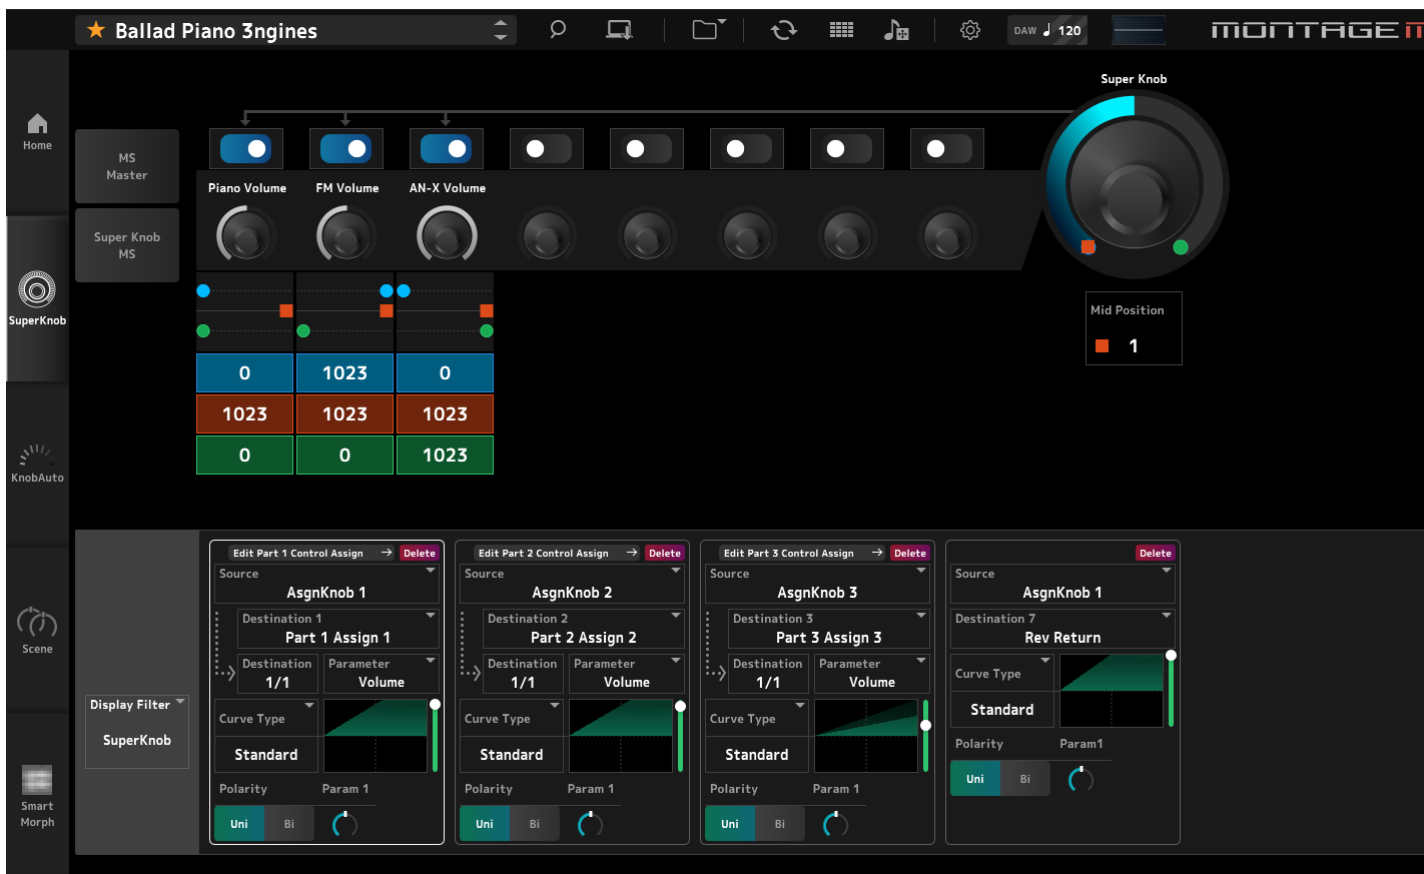 Ballad Piano 3ngines
DAW 120
MONTAGE M
Super Knob
Home
MS
Master
Super Knob
MS
Piano Volume
FM Volume
AN-X Volume
SuperKnob
Mid Position
1
0
1023
0
1023
1023
1023
0
0
1023
KnobAuto
Scene
Smart
Morph
Display Filter
SuperKnob
Edit Part 1 Control Assign → Delete
Source
AsgnKnob 1
Destination 1
Part 1 Assign 1
Destination
1/1
Parameter
Volume
Curve Type
Standard
Polarity
Param 1
Uni
Bi
Edit Part 2 Control Assign → Delete
Source
AsgnKnob 2
Destination 2
Part 2 Assign 2
Destination
1/1
Parameter
Volume
Curve Type
Standard
Polarity
Param 1
Uni
Bi
Edit Part 3 Control Assign → Delete
Source
AsgnKnob 3
Destination 3
Part 3 Assign 3
Destination
1/1
Parameter
Volume
Curve Type
Standard
Polarity
Param 1
Uni
Bi
Delete
Source
AsgnKnob 1
Destination 7
Rev Return
Curve Type
Standard
Polarity
Param1
Uni
Bi